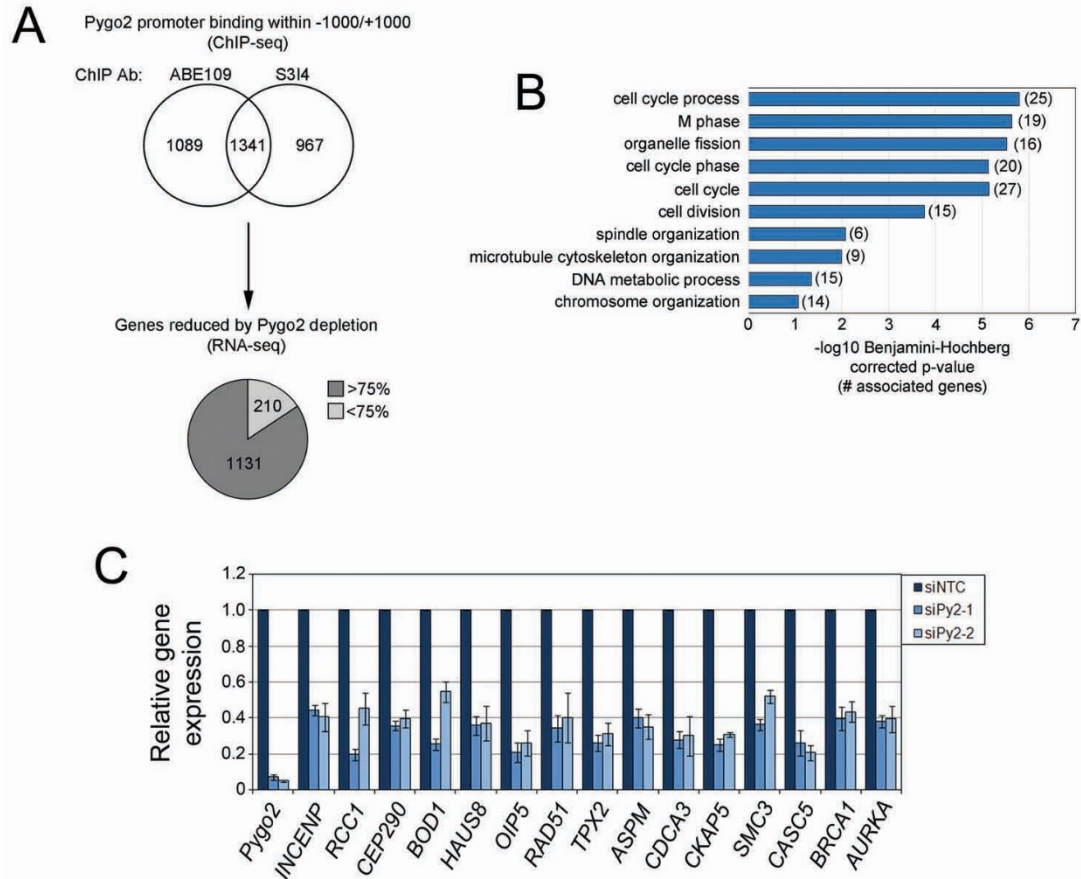 A
Pygo2 promoter binding within -1000/+1000
(ChIP-seq)
ChIP Ab: ABE109 S3I4
1089 1341 967
Genes reduced by Pygo2 depletion
(RNA-seq)
>75%
<75%
210
1131
B
cell cycle process (25)
M phase (19)
organelle fission (16)
cell cycle phase (20)
cell cycle (27)
cell division (15)
spindle organization (6)
microtubule cytoskeleton organization (9)
DNA metabolic process (15)
chromosome organization (14)
0 1 2 3 4 5 6 7
-log10 Benjamini-Hochberg
corrected p-value
(# associated genes)
C
Relative gene
expression
1.2
1.0
0.8
0.6
0.4
0.2
0
siNTC
siPy2-1
siPy2-2
Pygo2 INCENP RCC1 CEP290 BOD1 HAUS8 OIP5 RAD51 TPX2 ASPM CDCA3 CKAP5 SMC3 CASC5 BRCA1 AURKA